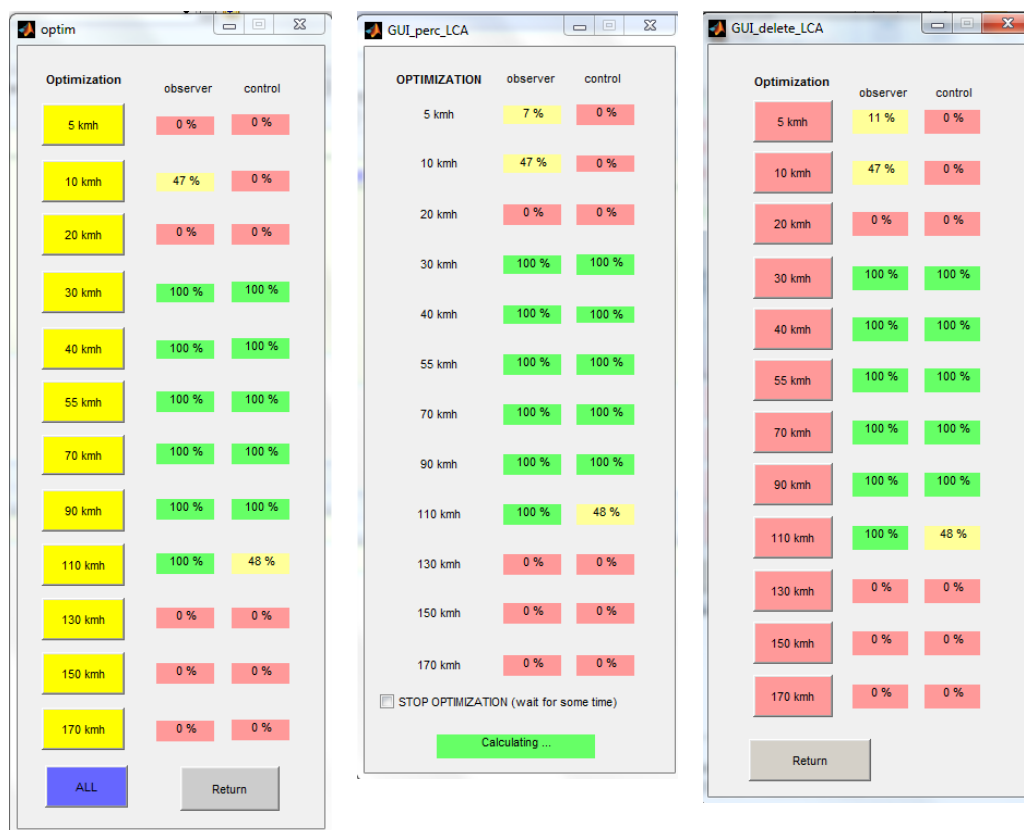 optim
Optimization observer control
5 kmh 0 % 0 %
10 kmh 47 % 0 %
20 kmh 0 % 0 %
30 kmh 100 % 100 %
40 kmh 100 % 100 %
55 kmh 100 % 100 %
70 kmh 100 % 100 %
90 kmh 100 % 100 %
110 kmh 100 % 48 %
130 kmh 0 % 0 %
150 kmh 0 % 0 %
170 kmh 0 % 0 %
ALL Return
GUI_perc_LCA
OPTIMIZATION observer control
5 kmh 7 % 0 %
10 kmh 47 % 0 %
20 kmh 0 % 0 %
30 kmh 100 % 100 %
40 kmh 100 % 100 %
55 kmh 100 % 100 %
70 kmh 100 % 100 %
90 kmh 100 % 100 %
110 kmh 100 % 48 %
130 kmh 0 % 0 %
150 kmh 0 % 0 %
170 kmh 0 % 0 %
STOP OPTIMIZATION (wait for some time)
Calculating ...
GUI_delete_LCA
Optimization observer control
5 kmh 11 % 0 %
10 kmh 47 % 0 %
20 kmh 0 % 0 %
30 kmh 100 % 100 %
40 kmh 100 % 100 %
55 kmh 100 % 100 %
70 kmh 100 % 100 %
90 kmh 100 % 100 %
110 kmh 100 % 48 %
130 kmh 0 % 0 %
150 kmh 0 % 0 %
170 kmh 0 % 0 %
Return